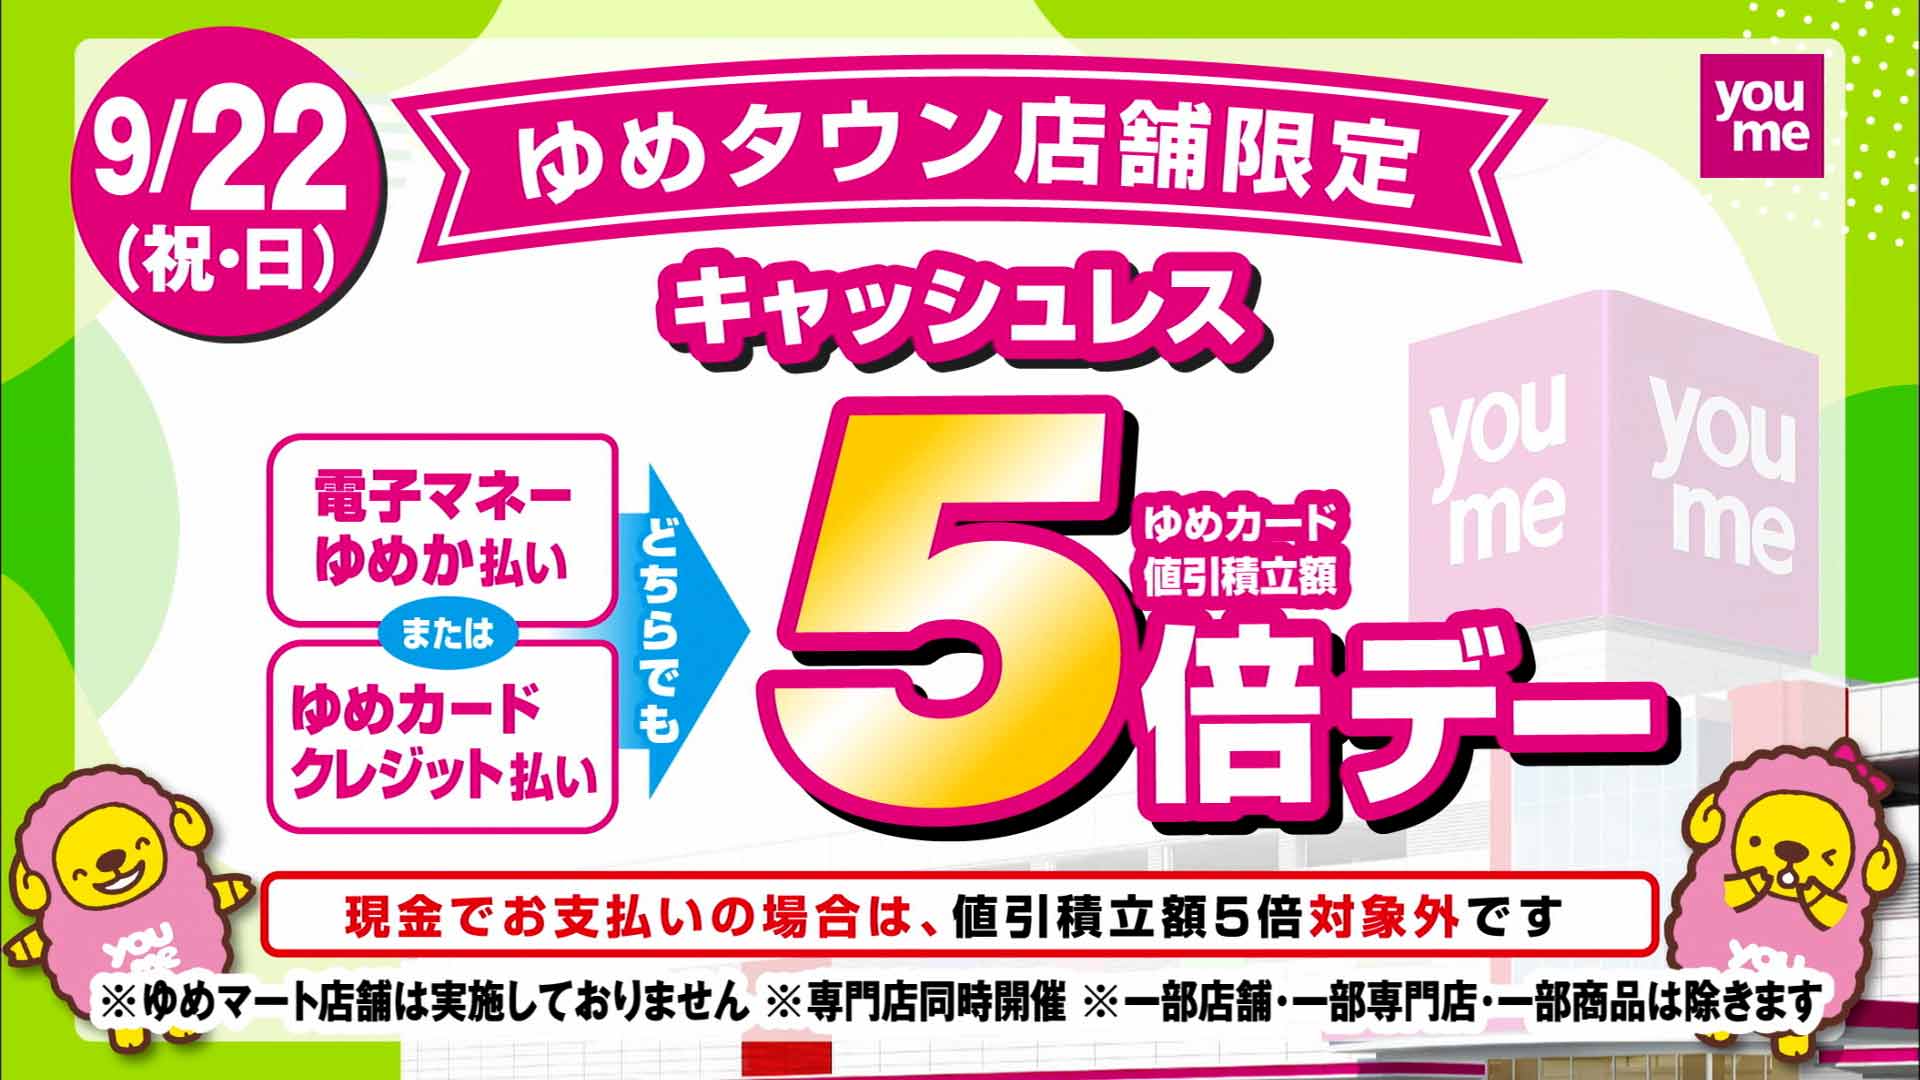 9/22
(祝・日)
ゆめタウン店舗限定
you
me
キャッシュレス
電子マネー
ゆめか払い
または
ゆめカード
クレジット払い
どちらでも
5倍デー
ゆめカード
値引積立額
you
me
you
me
現金でお支払いの場合は、値引積立額5倍対象外です
you
me
you
※ゆめマート店舗は実施しておりません ※専門店同時開催 ※一部店舗・一部専門店・一部商品は除きます